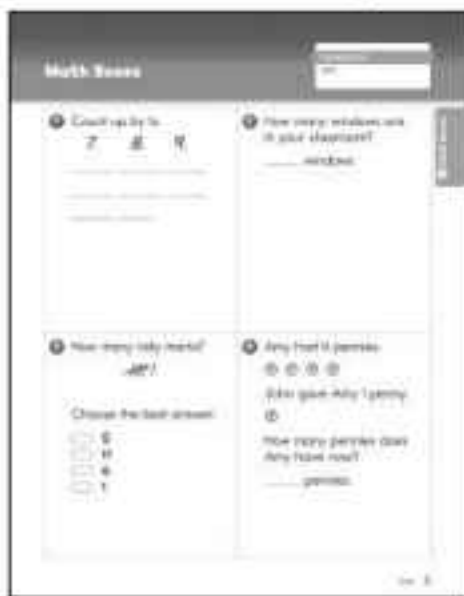 Math Boxes
Count up by 1s.
7 8 9
How many windows are
in your classroom?
windows
How many tally marks?
Choose the best answer.
Amy had 4 pennies.
John gave Amy 1 penny.
How many pennies does
Amy have now?
pennies